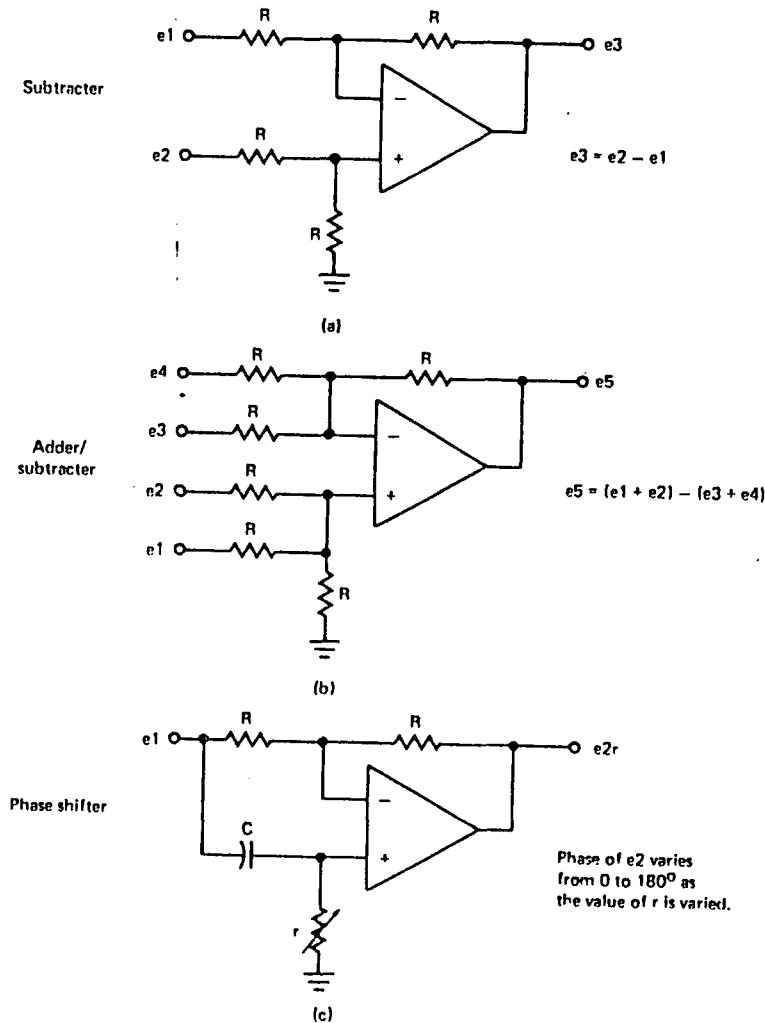 R
R
e1
e3
Subtracter
R
e2
e3 = e2 − e1
R
(a)
R
R
e4
e5
R
e3
Adder/
subtracter
R
e2
e5 = (e1 + e2) − (e3 + e4)
R
e1
R
(b)
R
R
e1
e2r
Phase shifter
C
Phase of e2 varies
from 0 to 180° as
the value of r is varied.
r
(c)